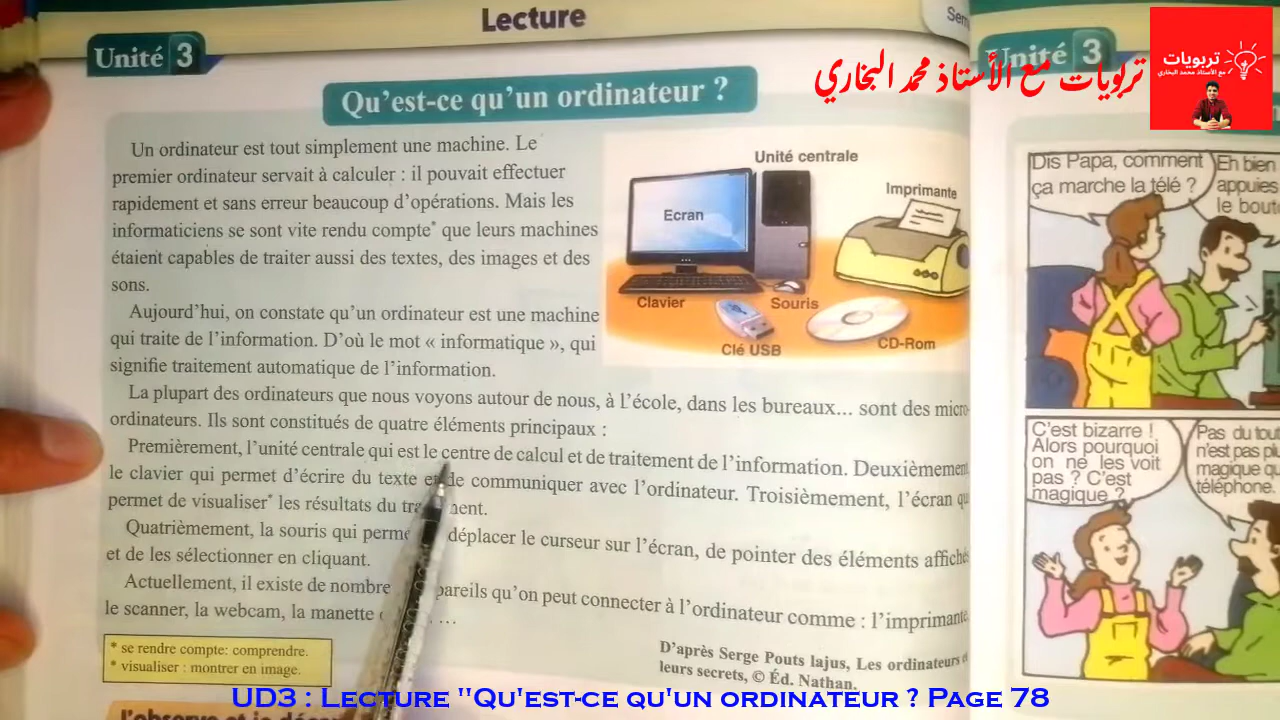 Lecture
Unité 3
Qu'est-ce qu'un ordinateur ?
Un ordinateur est tout simplement une machine. Le
premier ordinateur servait à calculer : il pouvait effectuer
rapidement et sans erreur beaucoup d'opérations. Mais les
informaticiens se sont vite rendu compte* que leurs machines
étaient capables de traiter aussi des textes, des images et des
sons.
Aujourd'hui, on constate qu'un ordinateur est une machine
qui traite de l'information. D'où le mot « informatique », qui
signifie traitement automatique de l'information.
Unité centrale
Imprimante
Ecran
Clavier
Souris
Clé USB
CD-Rom
La plupart des ordinateurs que nous voyons autour de nous, à l'école, dans les bureaux... sont des micro-
ordinateurs. Ils sont constitués de quatre éléments principaux :
Premièrement, l'unité centrale qui est le centre de calcul et de traitement de l'information. Deuxièmement,
le clavier qui permet d'écrire du texte et de communiquer avec l'ordinateur. Troisièmement, l'écran qu
permet de visualiser* les résultats du
Quatrièmement, la souris qui déplacer le curseur sur l'écran, de pointer des éléments affiché
et de les sélectionner en cliquant.
Actuellement, il existe de nombre pareils qu'on peut connecter à l'ordinateur comme : l'imprimante,
le scanner, la webcam, la manette ...
* se rendre compte: comprendre.
* visualiser : montrer en image.
D'après Serge Pouts lajus, Les ordinateurs
leurs secrets, © Éd. Nathan.
Unité 3
تربويات مع الأستاذ محمد البخاري
تربويات
مع الأستاذ محمد البخاري
Dis Papa, comment
ça marche la télé ?
Eh bien
appuies
le bout
C'est bizarre !
Alors pourquoi
on ne les voit
pas ? C'est
magique ?
Pas du tout
n'est pas plu
magique qu
téléphone.
UD3 : Lecture "Qu'est-ce qu'un ordinateur ? Page 78